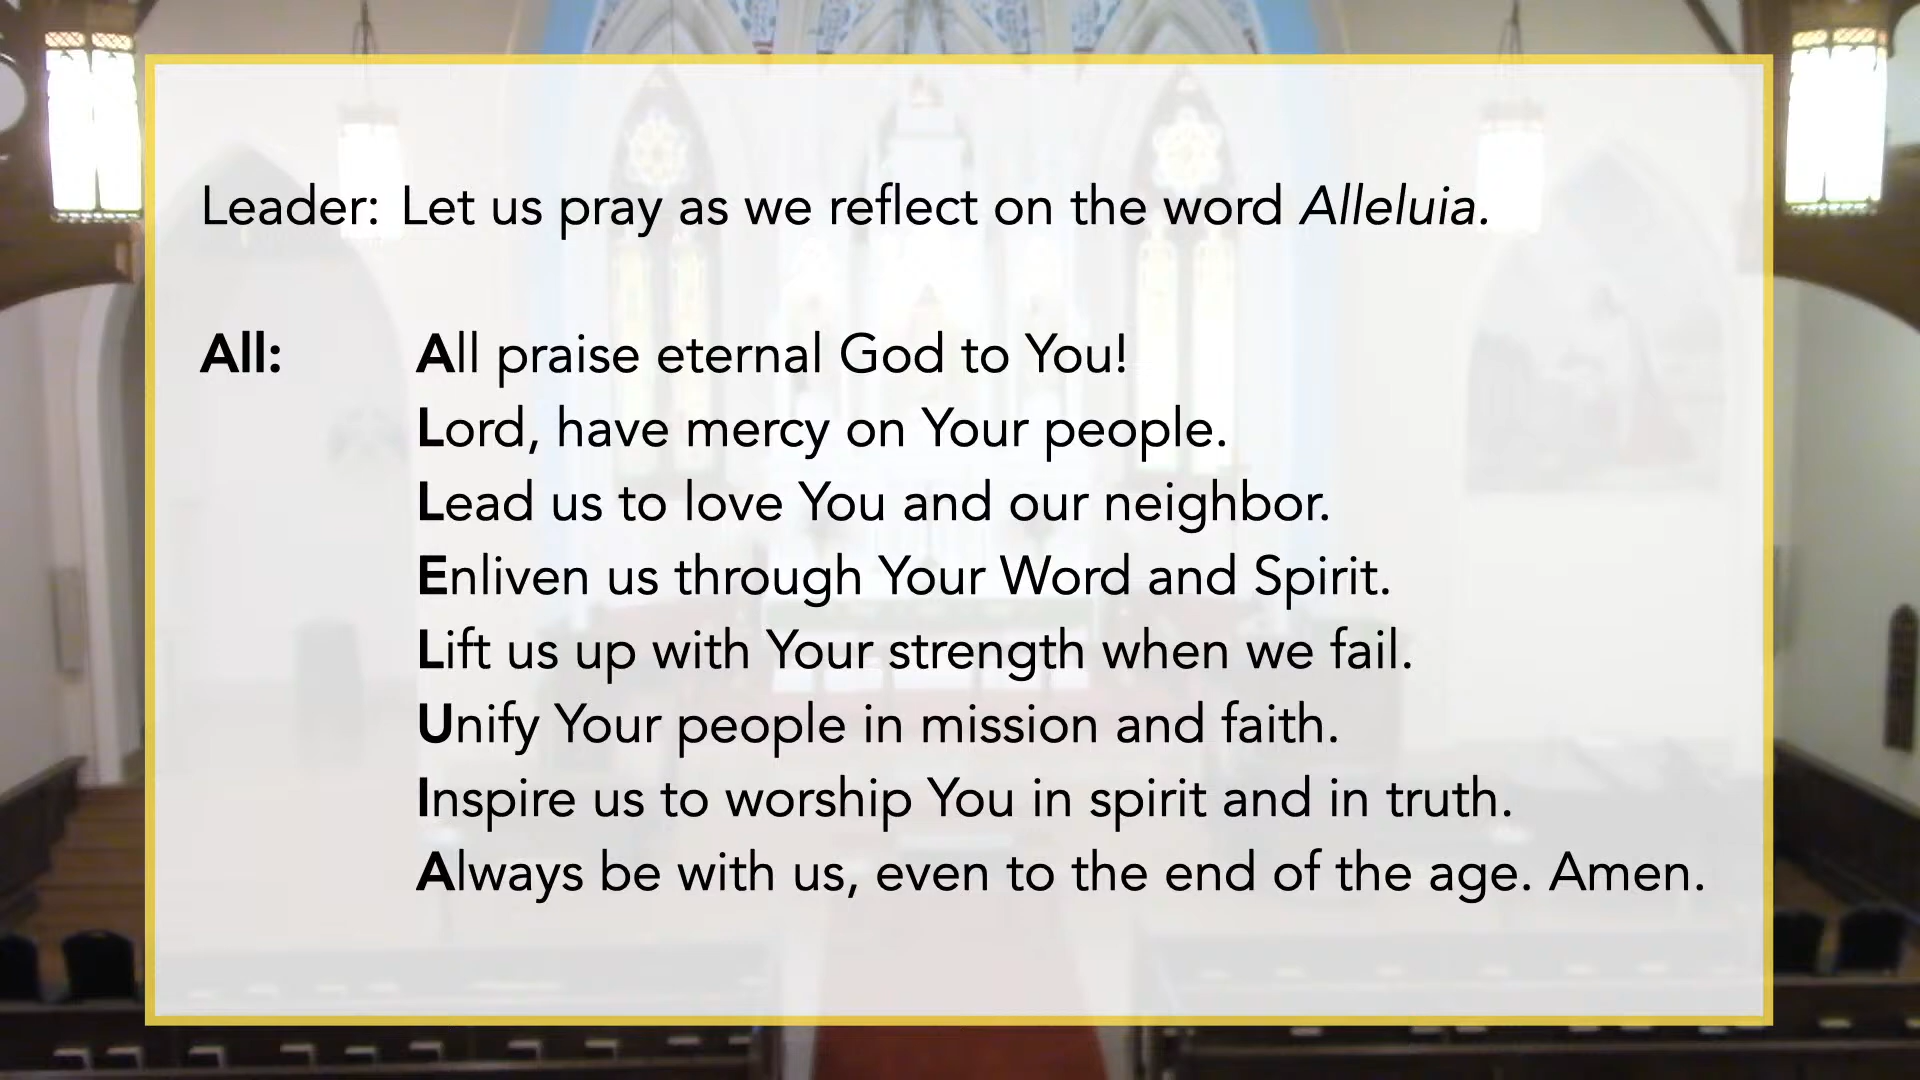 Leader: Let us pray as we reflect on the word Alleluia.
All: All praise eternal God to You!
Lord, have mercy on Your people.
Lead us to love You and our neighbor.
Enliven us through Your Word and Spirit.
Lift us up with Your strength when we fail.
Unify Your people in mission and faith.
Inspire us to worship You in spirit and in truth.
Always be with us, even to the end of the age. Amen.